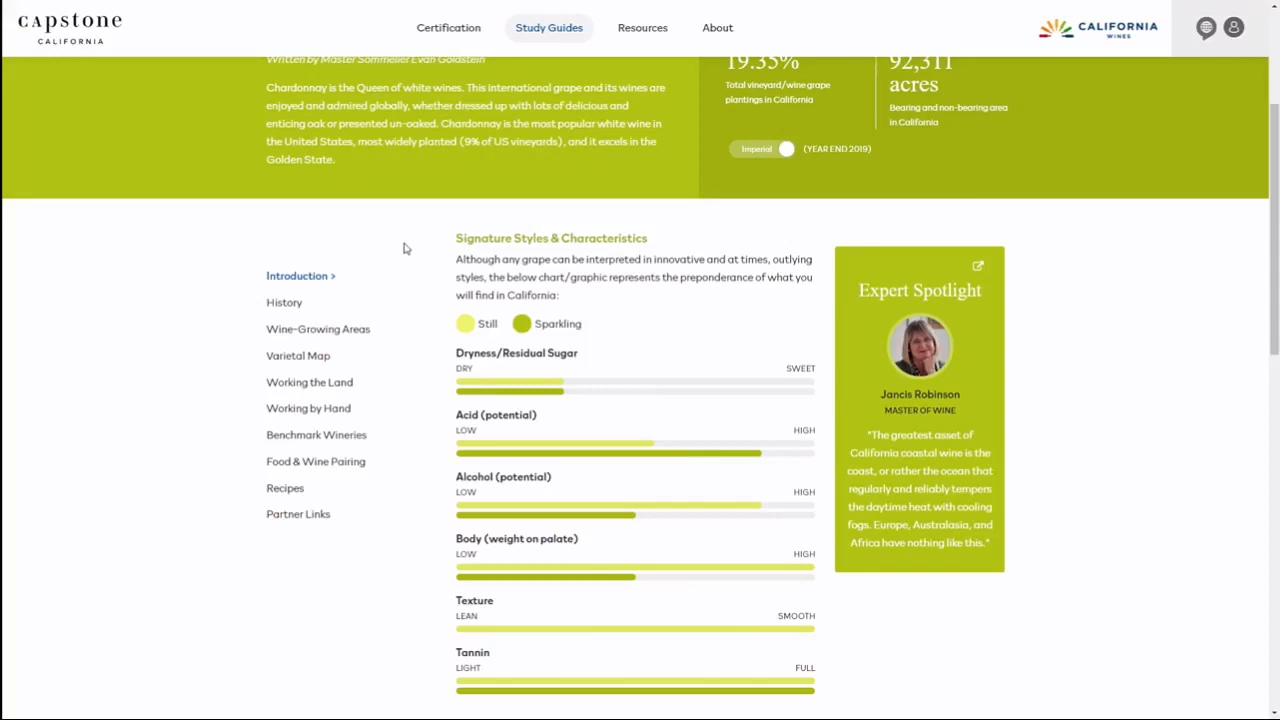 capstone
CALIFORNIA
Certification
Study Guides
Resources
About
CALIFORNIA
WINES
Written by Master Sommelier Evan Goldstein
Chardonnay is the Queen of white wines. This international grape and its wines are
enjoyed and admired globally, whether dressed up with lots of delicious and
enticing oak or presented un-oaked. Chardonnay is the most popular white wine in
the United States, most widely planted (9% of US vineyards), and it excels in the
Golden State.
19.35%
Total vineyard/wine grape
plantings in California
92,311
acres
Bearing and non-bearing area
in California
Imperial
(YEAR END 2019)
Introduction >
History
Wine-Growing Areas
Varietal Map
Working the Land
Working by Hand
Benchmark Wineries
Food & Wine Pairing
Recipes
Partner Links
Signature Styles & Characteristics
Although any grape can be interpreted in innovative and at times, outlying
styles, the below chart/graphic represents the preponderance of what you
will find in California:
Still
Sparkling
Dryness/Residual Sugar
DRY
SWEET
Acid (potential)
LOW
HIGH
Alcohol (potential)
LOW
HIGH
Body (weight on palate)
LOW
HIGH
Texture
LEAN
SMOOTH
Tannin
LIGHT
FULL
Expert Spotlight
Jancis Robinson
MASTER OF WINE
"The greatest asset of
California coastal wine is the
coast, or rather the ocean that
regularly and reliably tempers
the daytime heat with cooling
fogs. Europe, Australasia, and
Africa have nothing like this."